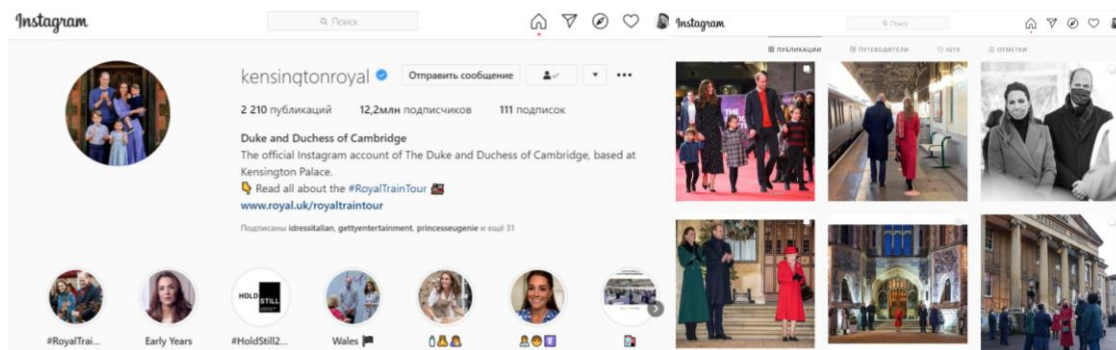 Instagram
Поиск
kensingtonroyal
Отправить сообщение
2 210 публикаций 12,2млн подписчиков 111 подписок
Duke and Duchess of Cambridge
The official Instagram account of The Duke and Duchess of Cambridge, based at
Kensington Palace.
👇 Read all about the #RoyalTrainTour 🚂
www.royal.uk/royaltraintour
Подписаны idressitalian, gettyentertainment, princesseugenie и ещё 31
HOLD STILL
#RoyalTrai... Early Years #HoldStill2... Wales
Instagram
Поиск
ПУБЛИКАЦИИ ПУТЕВОДИТЕЛИ IGTV ОТМЕТКИ
THE